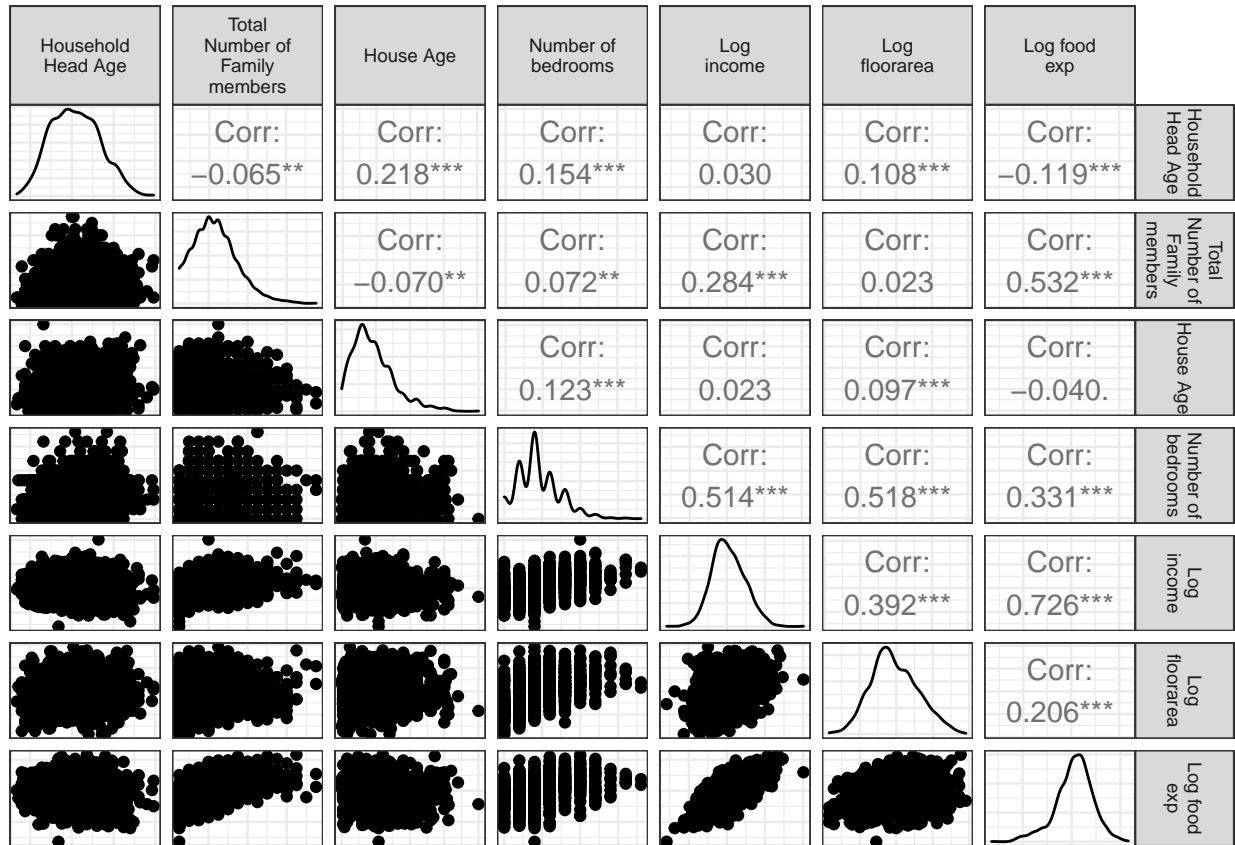 Household
Head Age
Total
Number of
Family
members
House Age
Number of
bedrooms
Log
income
Log
floorarea
Log food
exp
Corr:
−0.065**
Corr:
0.218***
Corr:
0.154***
Corr:
0.030
Corr:
0.108***
Corr:
−0.119***
Household
Head Age
Corr:
−0.070**
Corr:
0.072**
Corr:
0.284***
Corr:
0.023
Corr:
0.532***
Total
Number of
Family
members
Corr:
0.123***
Corr:
0.023
Corr:
0.097***
Corr:
−0.040.
House Age
Corr:
0.514***
Corr:
0.518***
Corr:
0.331***
Number of
bedrooms
Corr:
0.392***
Corr:
0.726***
Log
income
Corr:
0.206***
Log
floorarea
Log food
exp